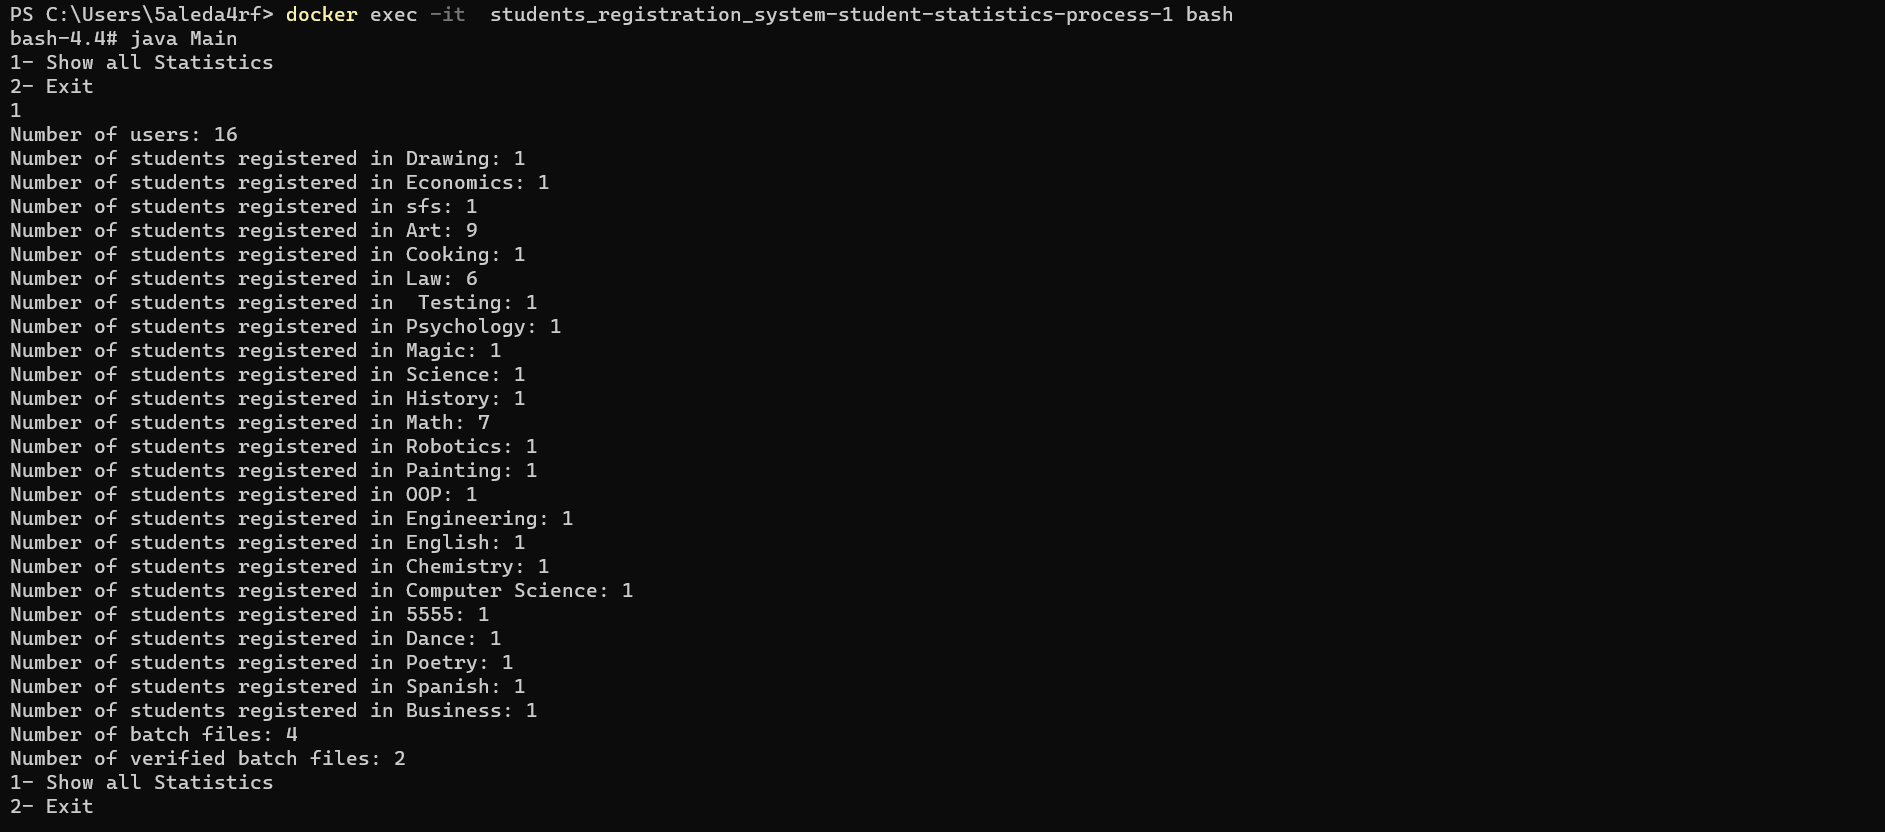 PS C:\Users\5aleda4rf> docker exec -it  students_registration_system-student-statistics-process-1 bash
bash-4.4# java Main
1- Show all Statistics
2- Exit
1
Number of users: 16
Number of students registered in Drawing: 1
Number of students registered in Economics: 1
Number of students registered in sfs: 1
Number of students registered in Art: 9
Number of students registered in Cooking: 1
Number of students registered in Law: 6
Number of students registered in  Testing: 1
Number of students registered in Psychology: 1
Number of students registered in Magic: 1
Number of students registered in Science: 1
Number of students registered in History: 1
Number of students registered in Math: 7
Number of students registered in Robotics: 1
Number of students registered in Painting: 1
Number of students registered in OOP: 1
Number of students registered in Engineering: 1
Number of students registered in English: 1
Number of students registered in Chemistry: 1
Number of students registered in Computer Science: 1
Number of students registered in 5555: 1
Number of students registered in Dance: 1
Number of students registered in Poetry: 1
Number of students registered in Spanish: 1
Number of students registered in Business: 1
Number of batch files: 4
Number of verified batch files: 2
1- Show all Statistics
2- Exit